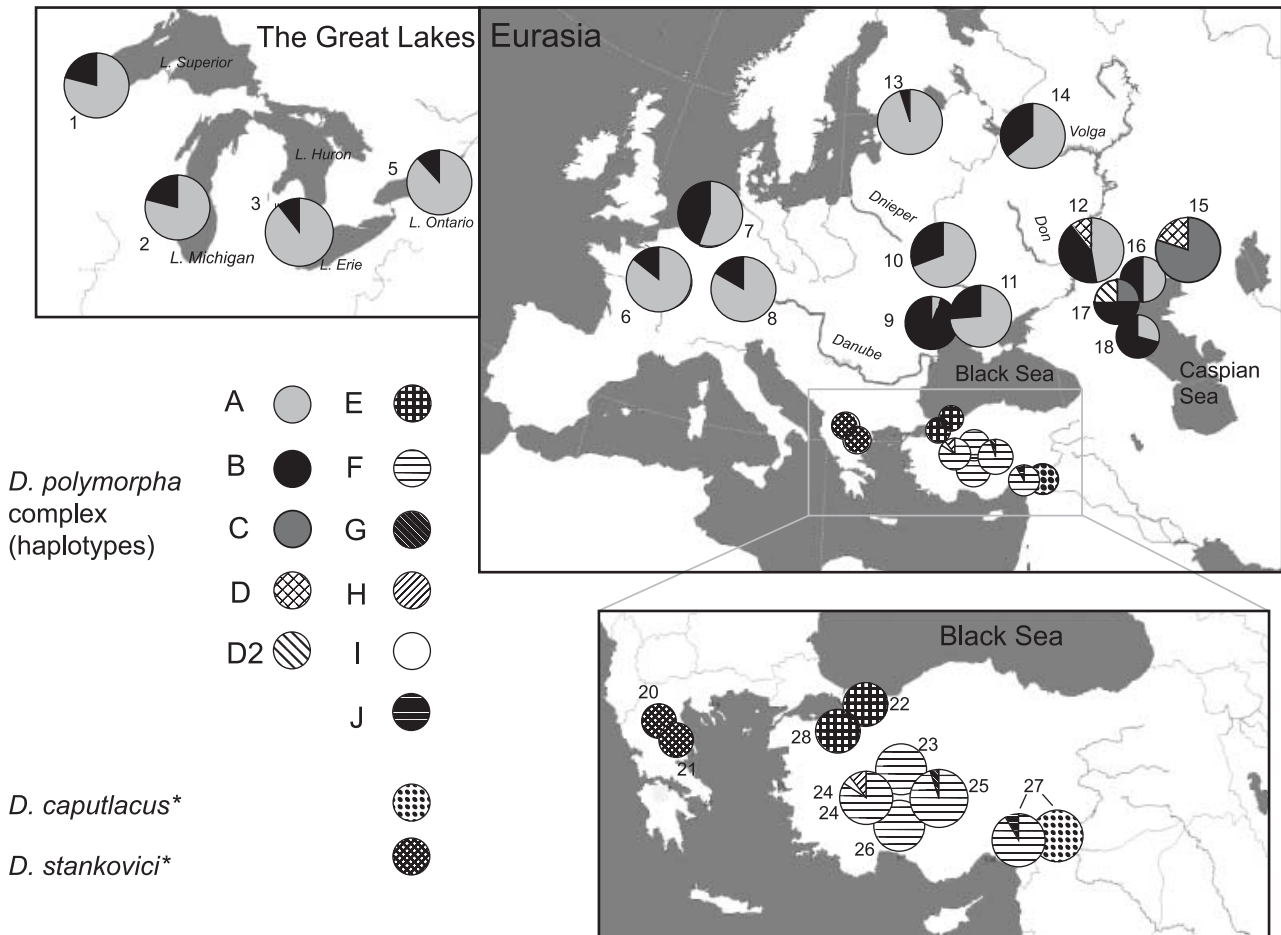 The Great Lakes
L. Superior
1
L. Huron
5
3
2
L. Michigan
L. Erie
L. Ontario
Eurasia
13
14
Volga
7
Dnieper
Don
12
15
16
10
6
8
11
9
17
18
Danube
Black Sea
Caspian
Sea
D. polymorpha
complex
(haplotypes)
A
E
B
F
C
G
D
H
D2
I
J
D. caputlacus*
D. stankovici*
Black Sea
20
21
22
28
23
24
24
25
26
27